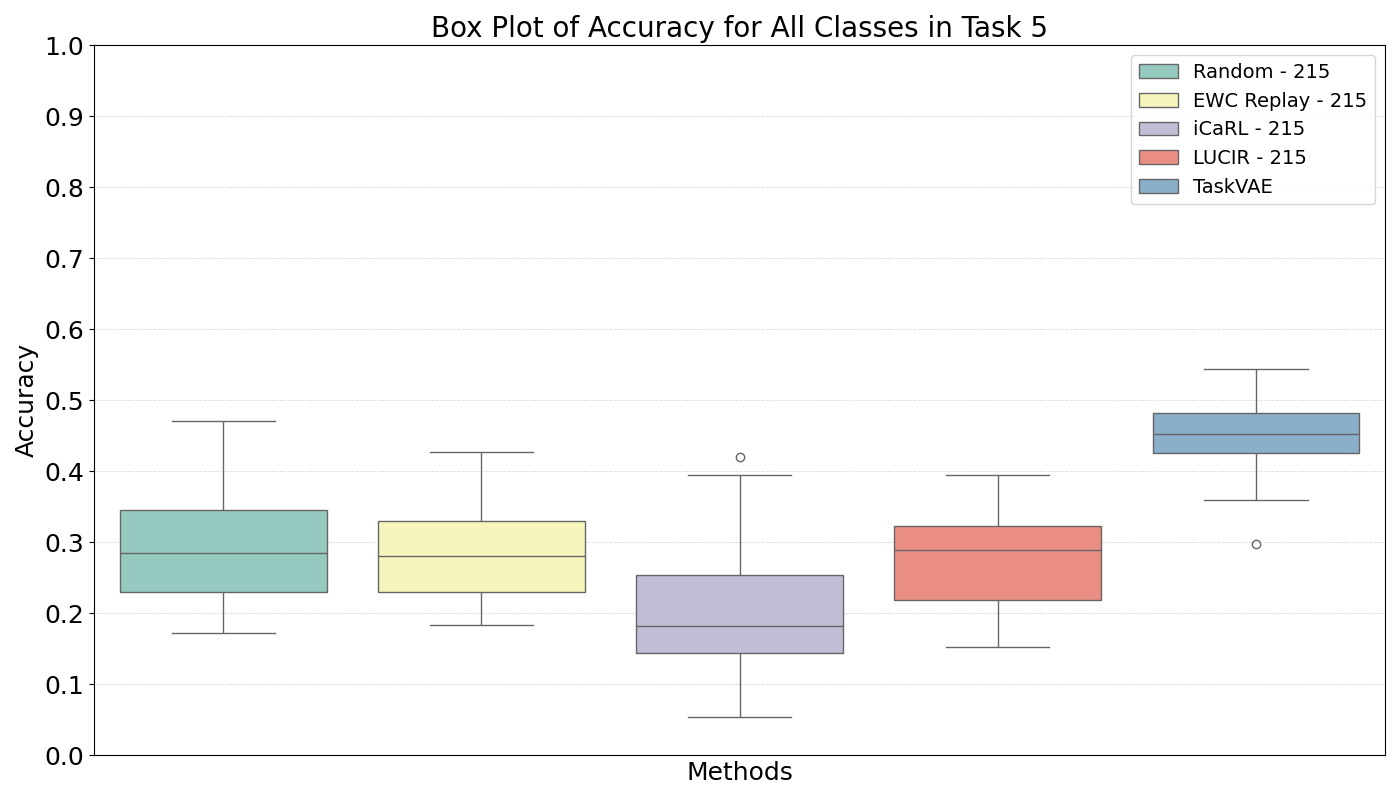 Box Plot of Accuracy for All Classes in Task 5
1.0
0.9
0.8
0.7
0.6
0.5
0.4
0.3
0.2
0.1
0.0
Accuracy
Methods
Random - 215
EWC Replay - 215
iCaRL - 215
LUCIR - 215
TaskVAE